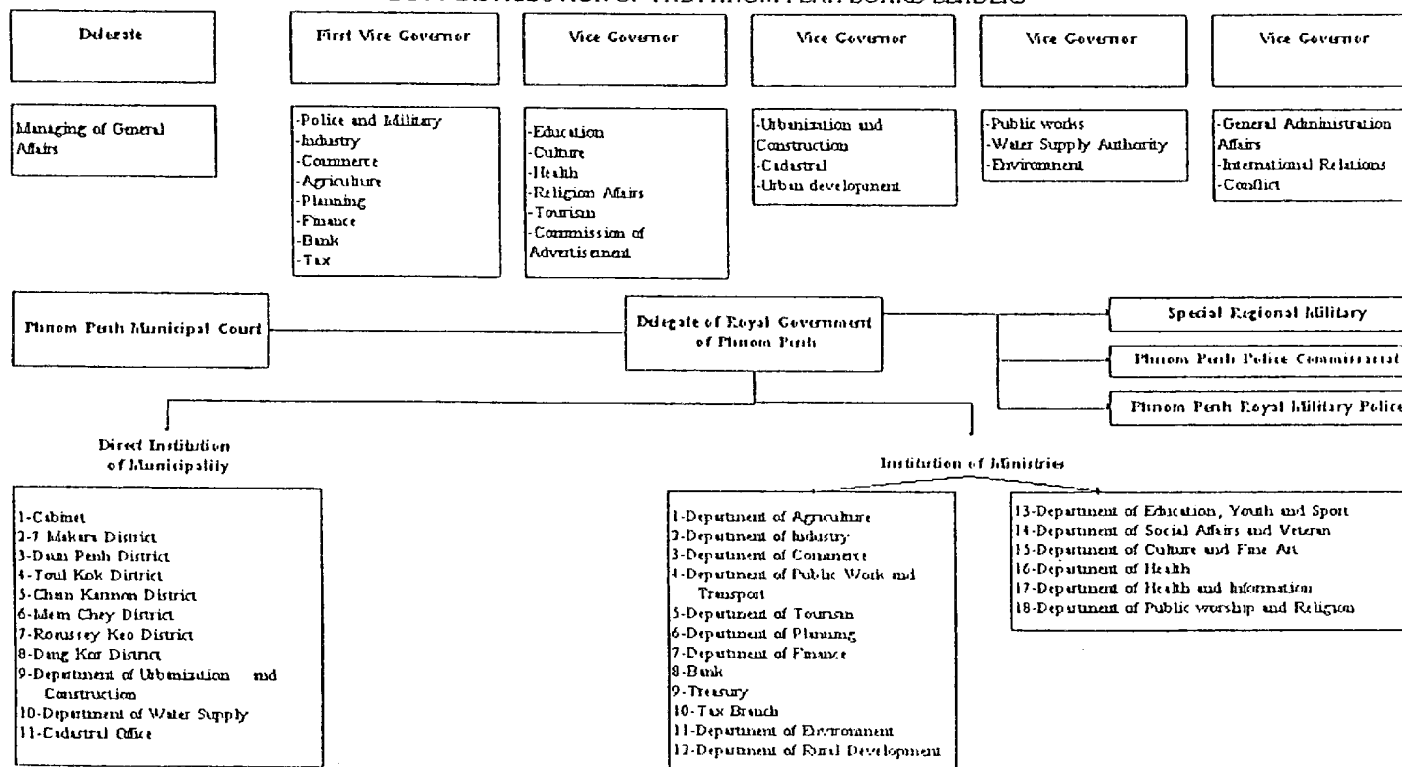 Delegate
First Vice Governor
Vice Governor
Vice Governor
Vice Governor
Vice Governor
Managing of General
Affairs
-Police and Military
-Industry
-Commerce
-Agriculture
-Planning
-Finance
-Bank
-Tax
-Education
-Culture
-Health
-Religion Affairs
-Tourism
-Commission of
Advertisement
-Urbanization and
Construction
-Cadastral
-Urban development
-Public works
-Water Supply Authority
-Environment
-General Administration
Affairs
-International Relations
-Conflict
Phnom Penh Municipal Court
Delegate of Royal Government
of Phnom Penh
Special Regional Military
Phnom Penh Police Commissariat
Phnom Penh Royal Military Police
Direct Institution
of Municipality
Institution of Ministries
1-Cabinet
2-7 Makara District
3-Daun Penh District
4-Toul Kok District
5-Cham Karmon District
6-Mean Chey District
7-Roeussey Keo District
8-Dang Kor District
9-Department of Urbanization and
Construction
10-Department of Water Supply
11-Cadastral Office
1-Department of Agriculture
2-Department of Industry
3-Department of Commerce
4-Department of Public Work and
Transport
5-Department of Tourism
6-Department of Planning
7-Department of Finance
8-Bank
9-Treasury
10-Tax Branch
11-Department of Environment
12-Department of Rural Development
13-Department of Education, Youth and Sport
14-Department of Social Affairs and Veteran
15-Department of Culture and Fine Art
16-Department of Health
17-Department of Health and Information
18-Department of Public worship and Religion